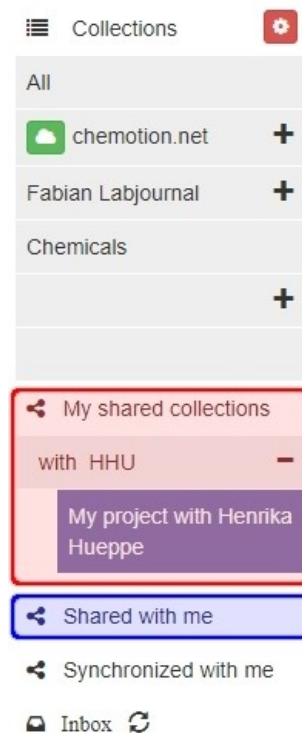 Collections
All
chemotion.net
Fabian Labjournal
Chemicals
My shared collections
with HHU
My project with Henrika
Hueppe
Shared with me
Synchronized with me
Inbox